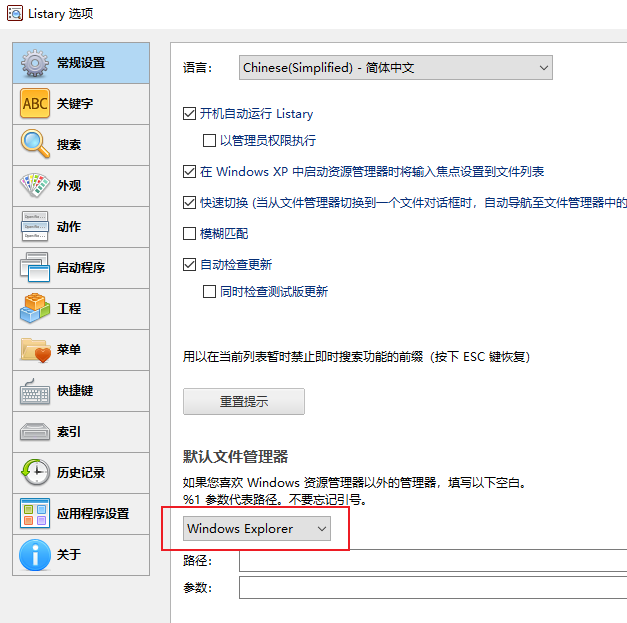 Listary 选项
常规设置
ABC
关键字
搜索
外观
动作
启动程序
工程
菜单
快捷键
索引
历史记录
应用程序设置
关于
语言： Chinese(Simplified) - 简体中文
开机自动运行 Listary
以管理员权限执行
在 Windows XP 中启动资源管理器时将输入焦点设置到文件列表
快速切换 (当从文件管理器切换到一个文件对话框时，自动导航至文件管理器中的
模糊匹配
自动检查更新
同时检查测试版更新
用以在当前列表暂时禁止即时搜索功能的前缀（按下 ESC 键恢复）
重置提示
默认文件管理器
如果您喜欢 Windows 资源管理器以外的管理器，填写以下空白。
%1 参数代表路径。不要忘记引号。
Windows Explorer
路径：
参数：